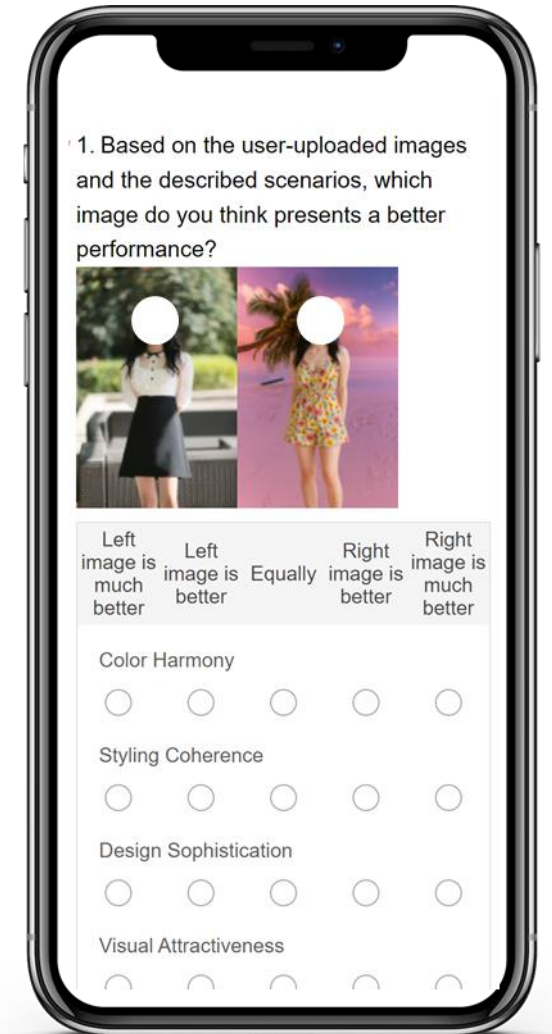 1. Based on the user-uploaded images
and the described scenarios, which
image do you think presents a better
performance?
Left image is much better
Left image is better
Equally
Right image is better
Right image is much better
Color Harmony
Styling Coherence
Design Sophistication
Visual Attractiveness